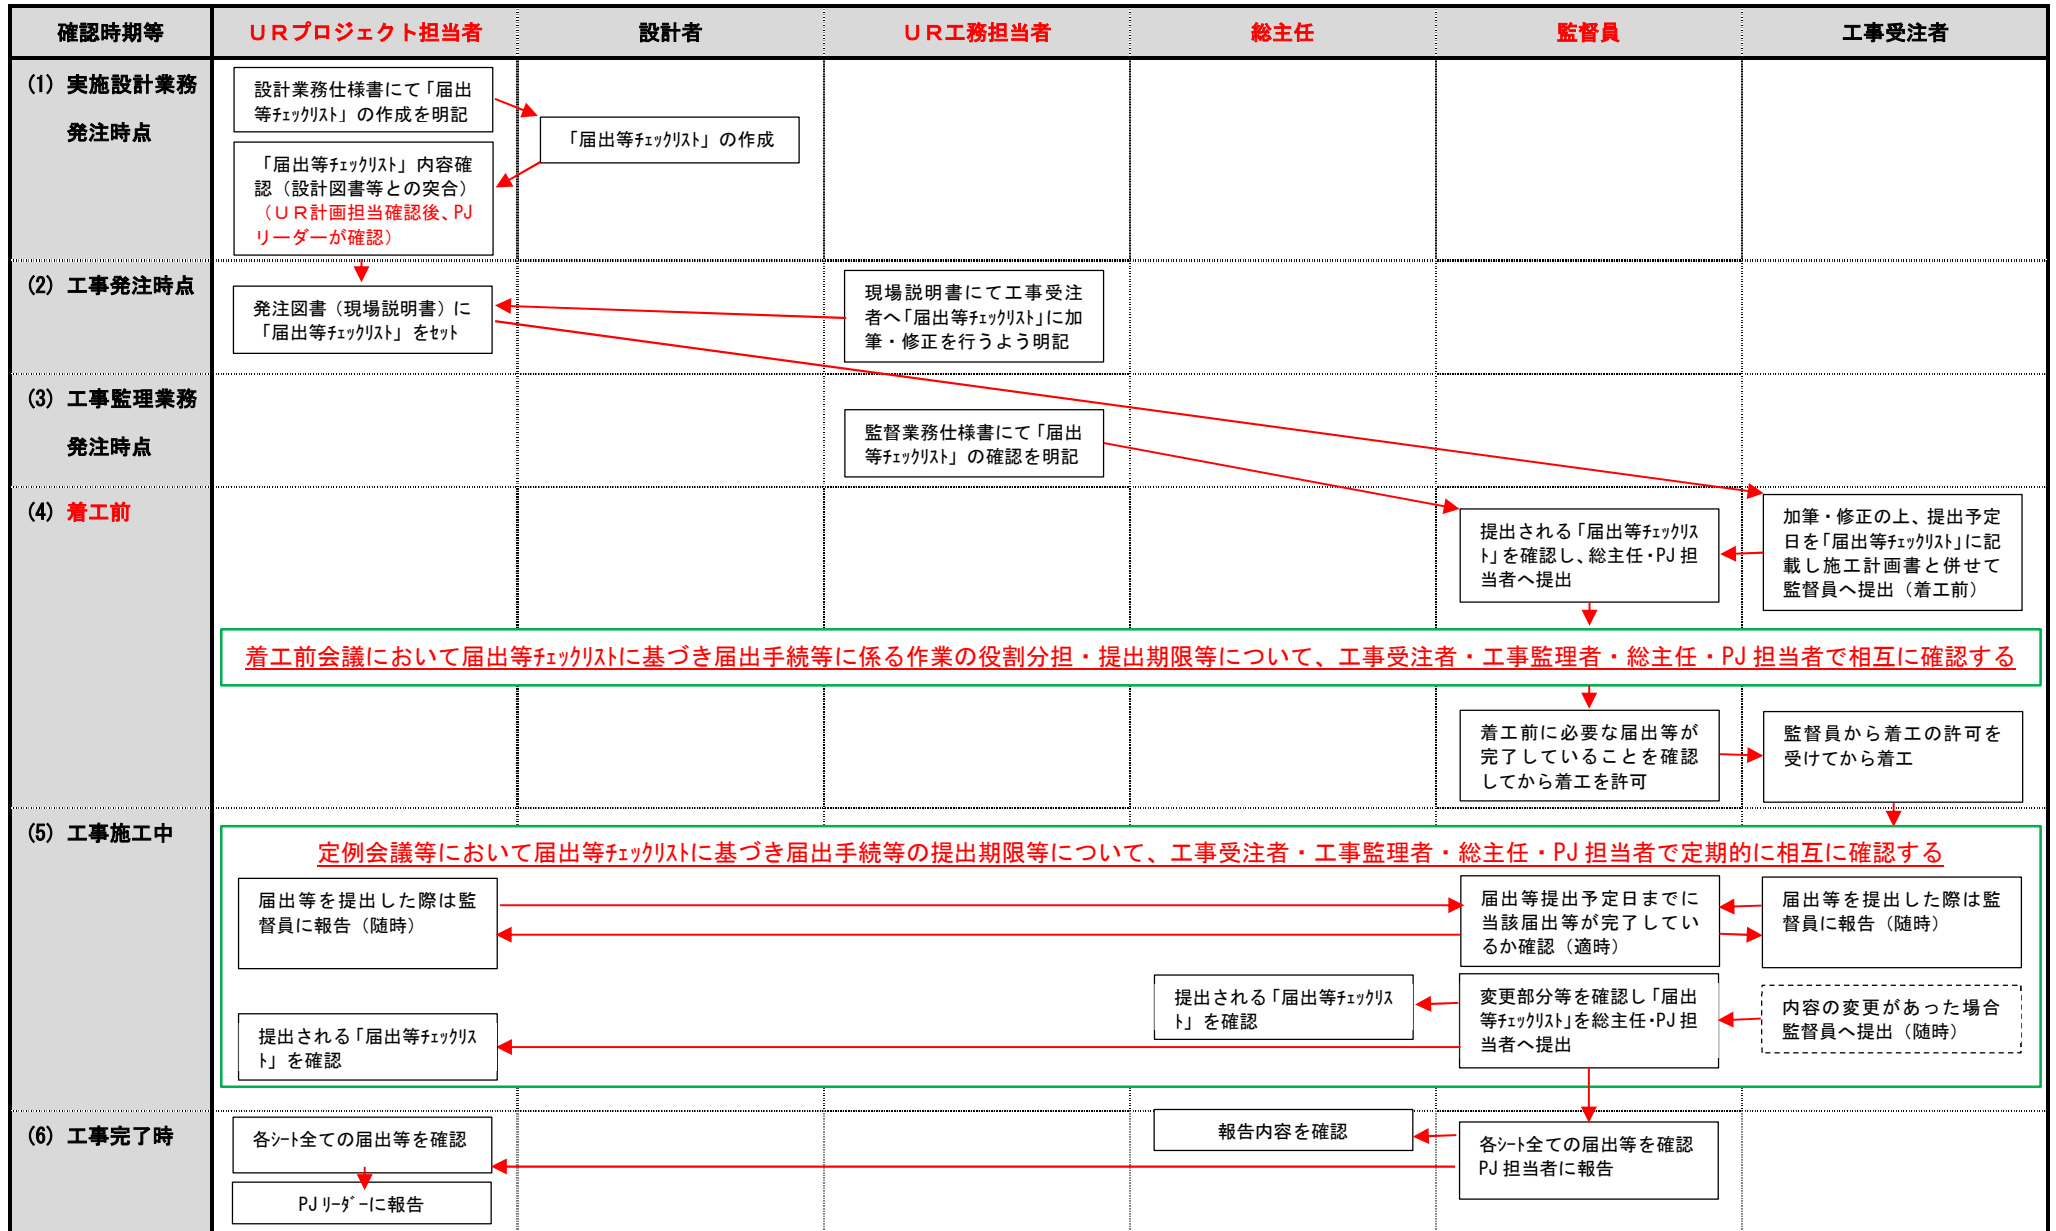 確認時期等
ＵＲプロジェクト担当者
設計者
ＵＲ工務担当者
総主任
監督員
工事受注者
(1) 実施設計業務
発注時点
設計業務仕様書にて「届出
等ﾁｪｯｸﾘｽﾄ」の作成を明記
「届出等ﾁｪｯｸﾘｽﾄ」の作成
「届出等ﾁｪｯｸﾘｽﾄ」内容確
認（設計図書等との突合）
（ＵＲ計画担当確認後、PJ
リーダーが確認）
(2) 工事発注時点
発注図書（現場説明書）に
「届出等ﾁｪｯｸﾘｽﾄ」をｾｯﾄ
現場説明書にて工事受注
者へ「届出等ﾁｪｯｸﾘｽﾄ」に加
筆・修正を行うよう明記
(3) 工事監理業務
発注時点
監督業務仕様書にて「届出
等ﾁｪｯｸﾘｽﾄ」の確認を明記
(4) 着工前
提出される「届出等ﾁｪｯｸﾘｽ
ﾄ」を確認し、総主任・PJ 担
当者へ提出
加筆・修正の上、提出予定
日を「届出等ﾁｪｯｸﾘｽﾄ」に記
載し施工計画書と併せて
監督員へ提出（着工前）
着工前会議において届出等ﾁｪｯｸﾘｽﾄに基づき届出手続等に係る作業の役割分担・提出期限等について、工事受注者・工事監理者・総主任・PJ 担当者で相互に確認する
着工前に必要な届出等が
完了していることを確認
してから着工を許可
監督員から着工の許可を
受けてから着工
(5) 工事施工中
定例会議等において届出等ﾁｪｯｸﾘｽﾄに基づき届出手続等の提出期限等について、工事受注者・工事監理者・総主任・PJ 担当者で定期的に相互に確認する
届出等を提出した際は監
督員に報告（随時）
届出等提出予定日までに
当該届出等が完了してい
るか確認（適時）
届出等を提出した際は監
督員に報告（随時）
提出される「届出等ﾁｪｯｸﾘｽ
ﾄ」を確認
変更部分等を確認し「届出
等ﾁｪｯｸﾘｽﾄ」を総主任・PJ 担
当者へ提出
内容の変更があった場合
監督員へ提出（随時）
提出される「届出等ﾁｪｯｸﾘｽ
ﾄ」を確認
(6) 工事完了時
各ｼｰﾄ全ての届出等を確認
報告内容を確認
各ｼｰﾄ全ての届出等を確認
PJ 担当者に報告
PJ ﾘｰﾀﾞｰに報告